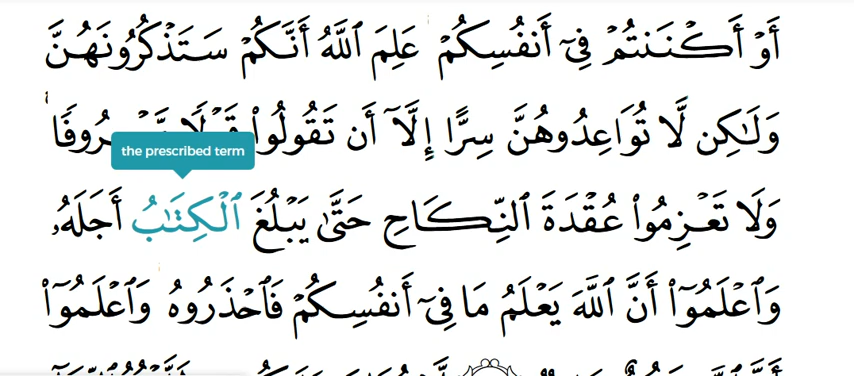 أَوْ أَكْنَنتُمْ فِىٓ أَنفُسِكُمْ ۚ عَلِمَ ٱللَّهُ أَنَّكُمْ سَتَذْكُرُونَهُنَّ
وَلَـٰكِن لَّا تُوَاعِدُوهُنَّ سِرًّا إِلَّآ أَن تَقُولُوا۟
the prescribed term
وَلَا تَعْزِمُوا۟ عُقْدَةَ ٱلنِّكَاحِ حَتَّىٰ يَبْلُغَ ٱلْكِتَـٰبُ أَجَلَهُۥ
وَٱعْلَمُوٓا۟ أَنَّ ٱللَّهَ يَعْلَمُ مَا فِىٓ أَنفُسِكُمْ فَٱحْذَرُوهُ ۚ وَٱعْلَمُوٓا۟